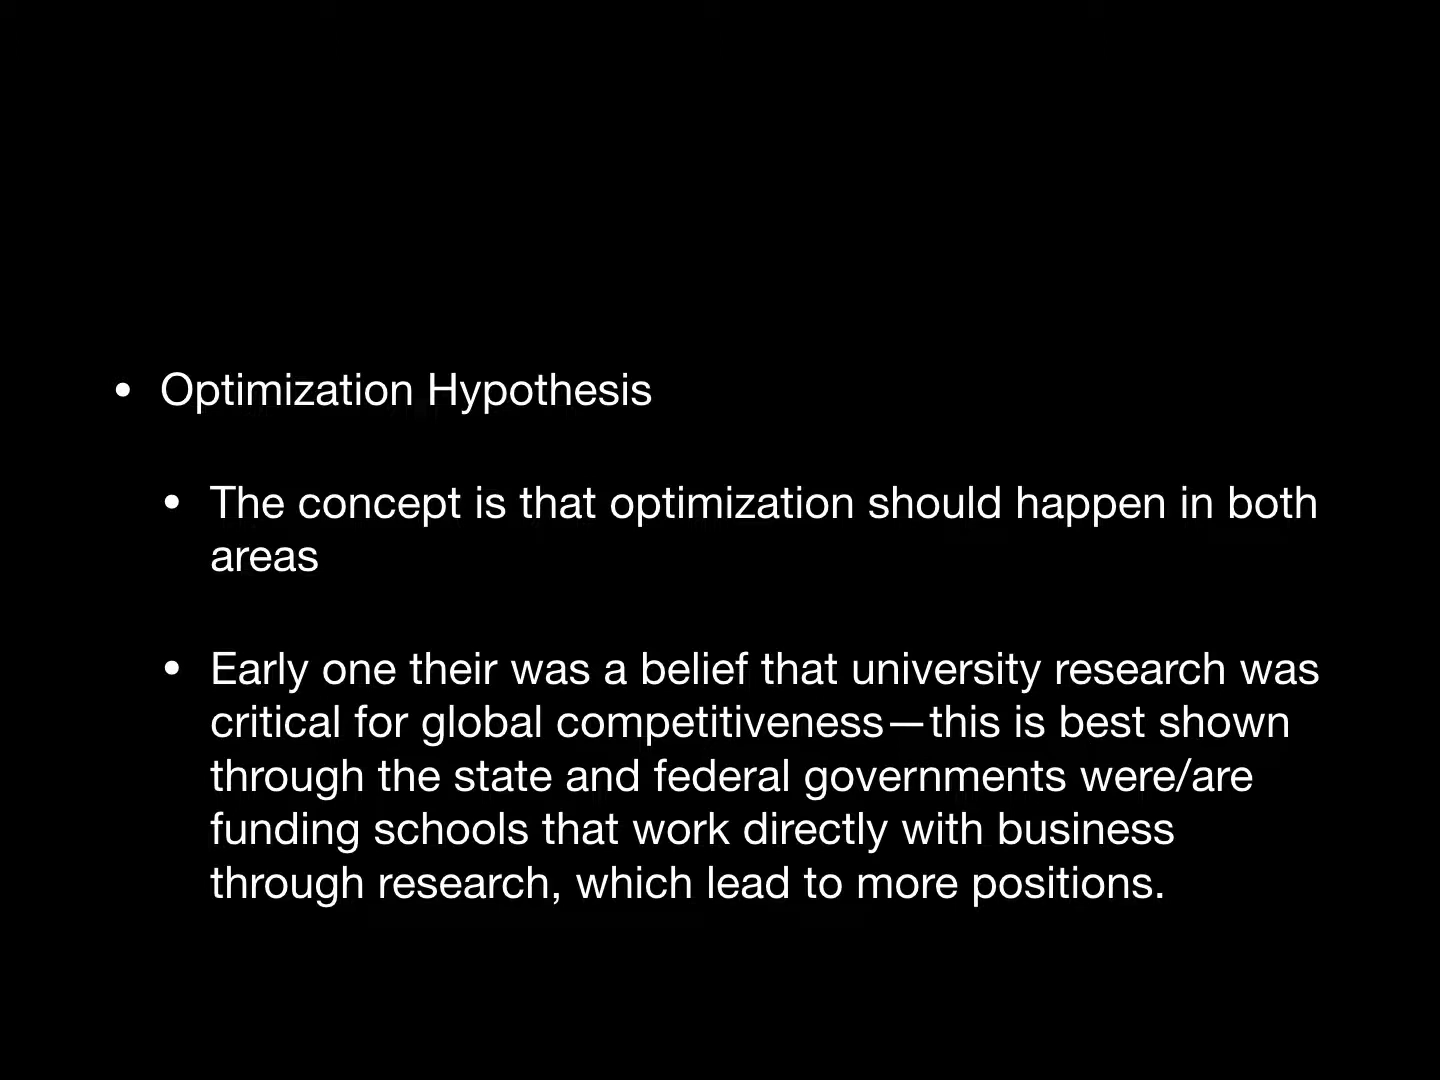 • Optimization Hypothesis
• The concept is that optimization should happen in both
areas
• Early one their was a belief that university research was
critical for global competitiveness—this is best shown
through the state and federal governments were/are
funding schools that work directly with business
through research, which lead to more positions.